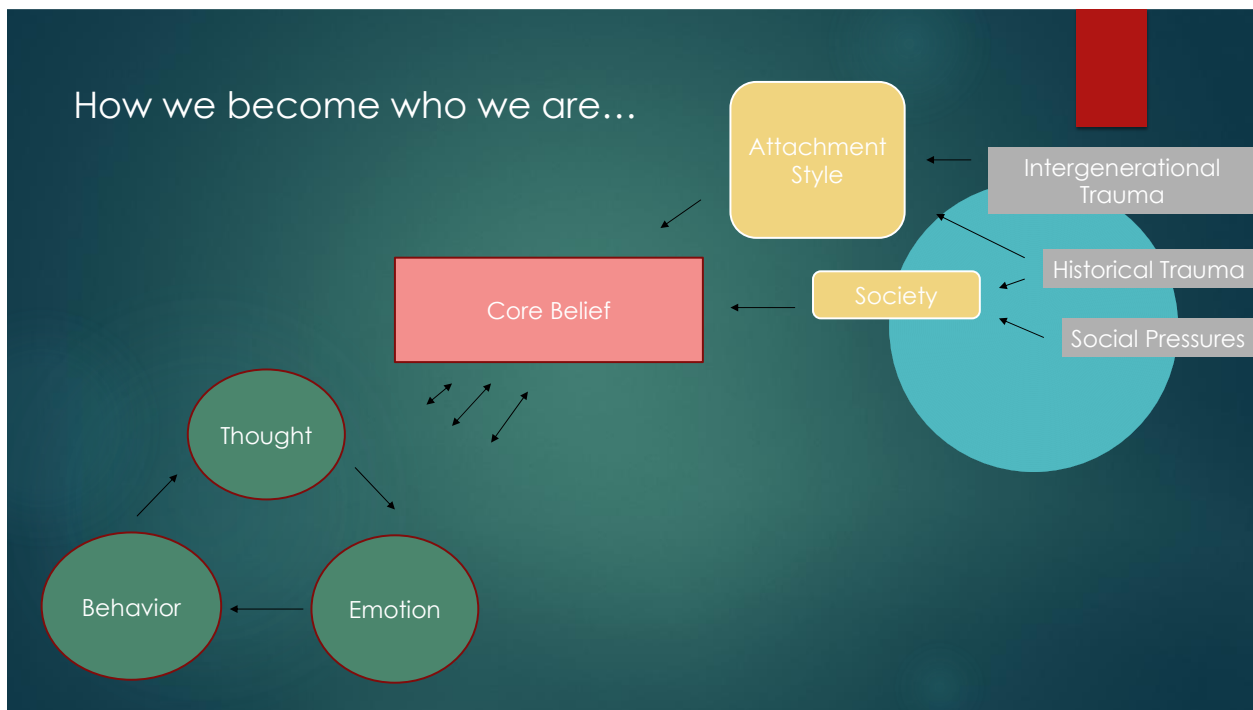 How we become who we are...
Attachment
Style
Intergenerational
Trauma
Historical Trauma
Society
Core Belief
Social Pressures
Thought
Behavior
Emotion